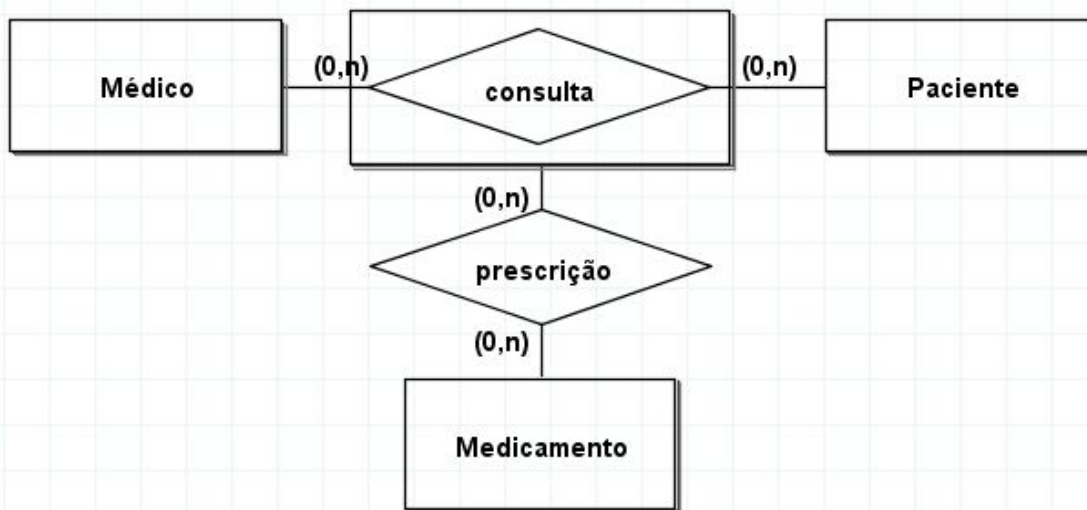 Médico
(0,n)
consulta
(0,n)
Paciente
(0,n)
prescrição
(0,n)
Medicamento